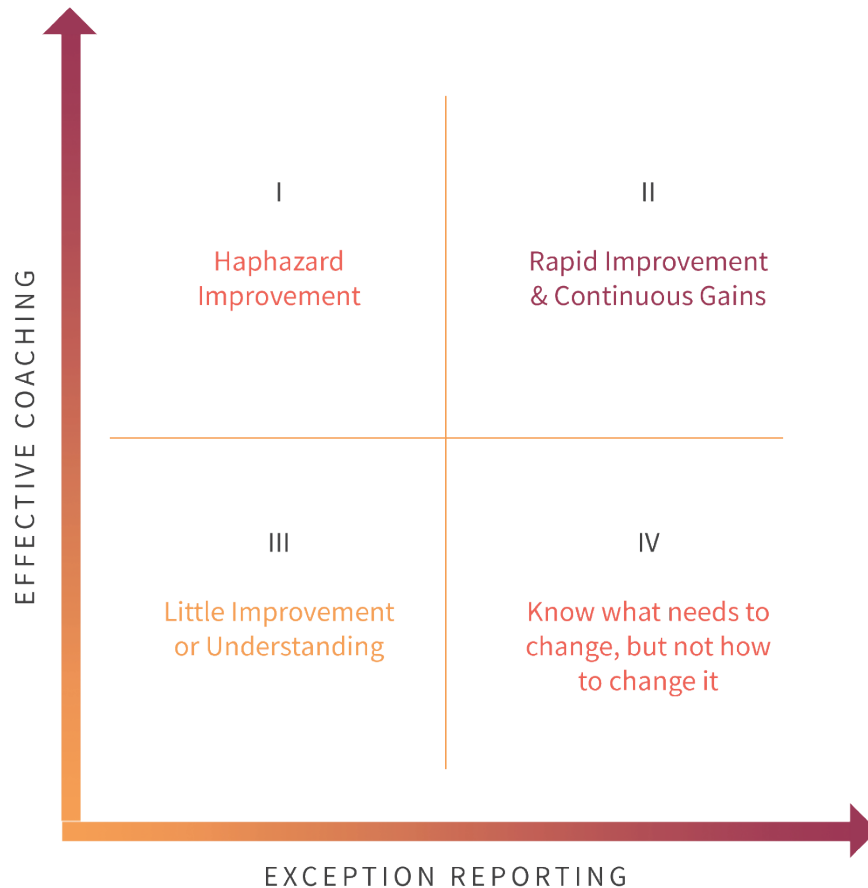 I
II
Haphazard
Improvement
Rapid Improvement
& Continuous Gains
EFFECTIVE COACHING
III
IV
Little Improvement
or Understanding
Know what needs to
change, but not how
to change it
EXCEPTION REPORTING